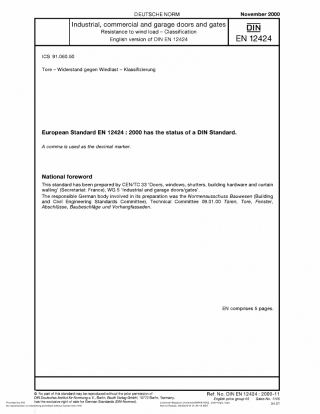 DEUTSCHE NORM
November 2000
Industrial, commercial and garage doors and gates
Resistance to wind load – Classification
English version of DIN EN 12424
DIN
EN 12424
ICS 91.060.50
Tore – Widerstand gegen Windlast – Klassifizierung
European Standard EN 12424 : 2000 has the status of a DIN Standard.
A comma is used as the decimal marker.
National foreword
This standard has been prepared by CEN/TC 33 'Doors, windows, shutters, building hardware and curtain
walling' (Secretariat: France), WG 5 'Industrial and garage doors/gates'.
The responsible German body involved in its preparation was the Normenausschuss Bauwesen (Building
and Civil Engineering Standards Committee), Technical Committee 09.01.00 Türen, Tore, Fenster,
Abschlüsse, Baubeschläge und Vorhangfassaden.
EN comprises 5 pages.
© No part of this standard may be reproduced without the prior permission of
DIN Deutsches Institut für Normung e. V., Berlin. Beuth Verlag GmbH, 10772 Berlin, Germany,
has the exclusive right of sale for German Standards (DIN-Normen).
Ref. No. DIN EN 12424 : 2000-11
English price group 05 Sales No. 1105